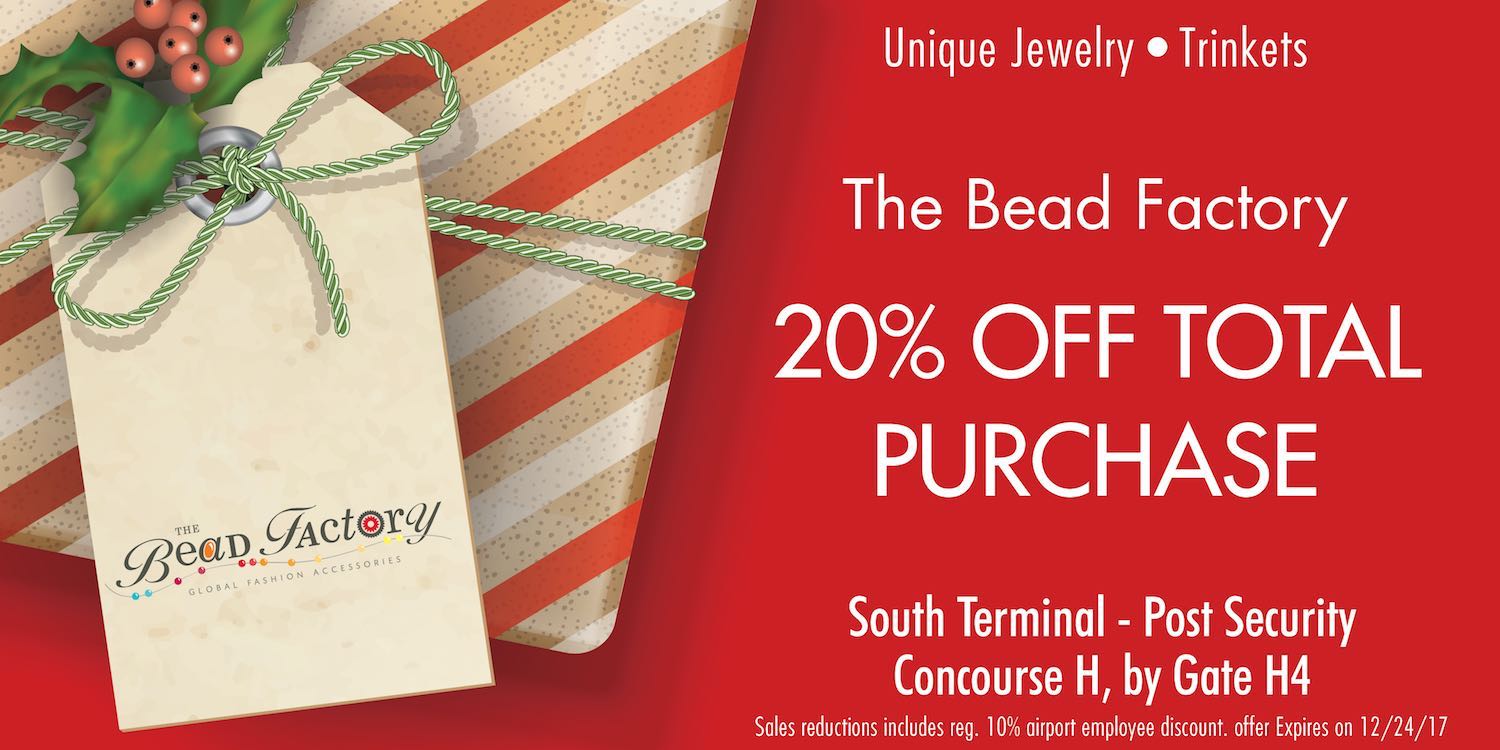 Unique Jewelry • Trinkets
The Bead Factory
20% OFF TOTAL
PURCHASE
South Terminal - Post Security
Concourse H, by Gate H4
Sales reductions includes reg. 10% airport employee discount. offer Expires on 12/24/17
THE
Bead Factory
GLOBAL FASHION ACCESSORIES